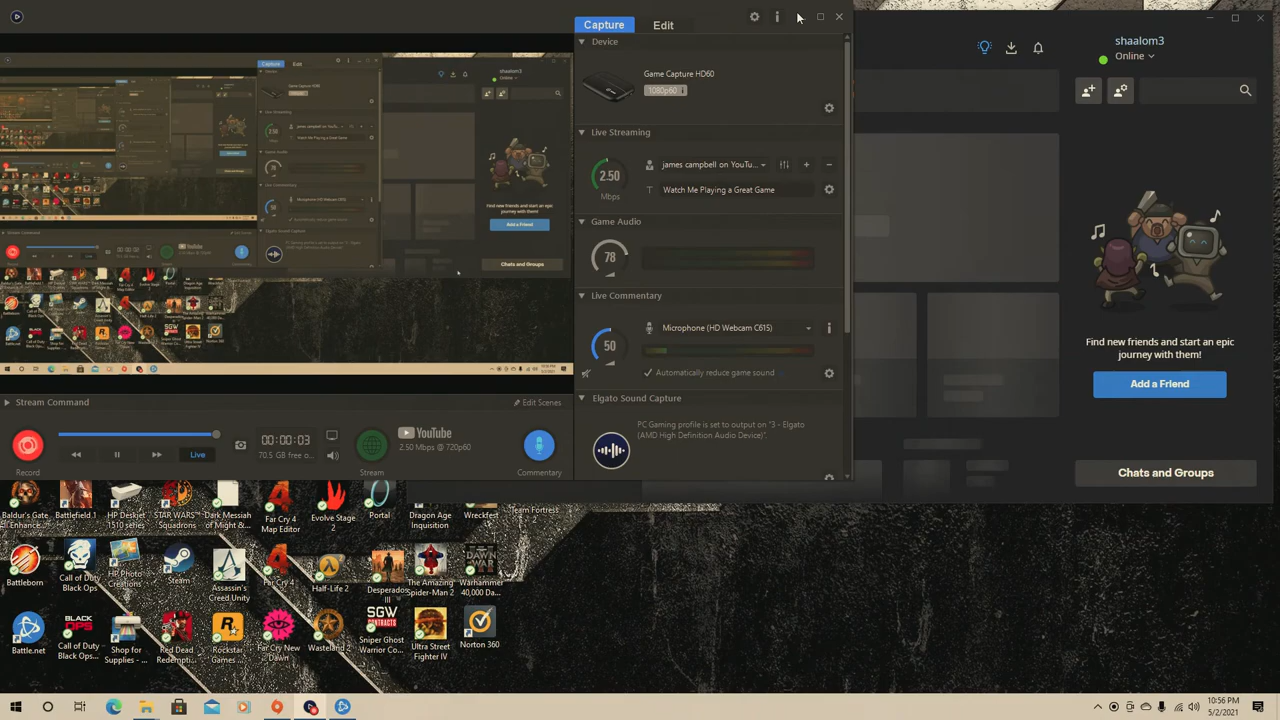 Capture
Edit
Device
Game Capture HD60
1080p60
Live Streaming
2.50
Mbps
james campbell on YouTu...
Watch Me Playing a Great Game
Game Audio
78
Live Commentary
50
Microphone (HD Webcam C615)
Automatically reduce game sound
Elgato Sound Capture
PC Gaming profile is set to output on "3 - Elgato
(AMD High Definition Audio Device)".
Stream Command
Edit Scenes
Record
Live
00:00:03
70.5 GB free o...
Stream
YouTube
2.50 Mbps @ 720p60
Commentary
shaalom3
Online
Find new friends and start an epic
journey with them!
Add a Friend
Chats and Groups
Baldur's Gate
Enhance...
Battlefield 1
HP Deskjet
1510 series
STAR WARS™
Squadrons
Dark Messiah
of Might &...
Far Cry 4
Map Editor
Evolve Stage
2
Portal
Dragon Age
Inquisition
Wreckfest
Team Fortress
2
Battleborn
Call of Duty
Black Ops
HP Photo
Creations
Steam
Assassin's
Creed Unity
Far Cry 4
Half-Life 2
Desperados
III
The Amazing
Spider-Man 2
Warhammer
40,000 Da...
Battle.net
Call of Duty
Black Ops...
Shop for
Supplies - ...
Red Dead
Redempti...
Rockstar
Games ...
Far Cry New
Dawn
Wasteland 2
Sniper Ghost
Warrior Co...
Ultra Street
Fighter IV
Norton 360
10:56 PM
5/2/2021